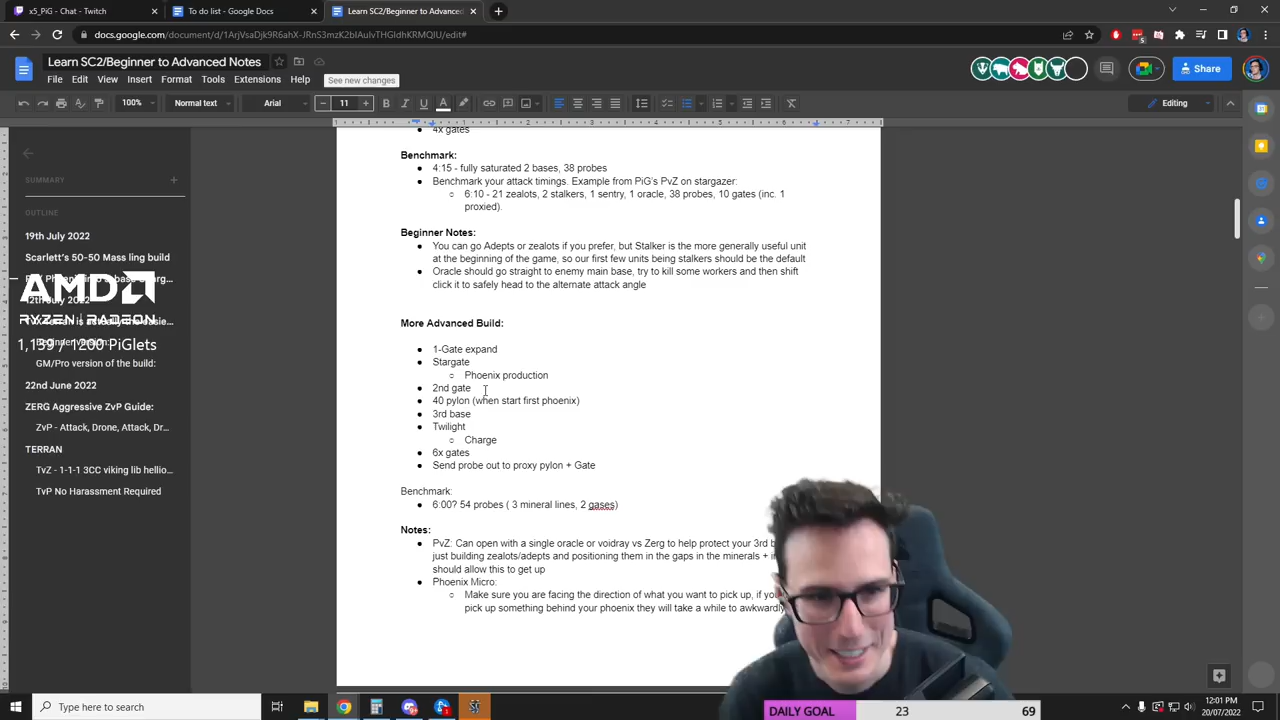 x5_PiG - Chat - Twitch
To do list - Google Docs
Learn SC2/Beginner to Advanced
docs.google.com/document/d/
Learn SC2/Beginner to Advanced Notes
File Edit View Insert Format Tools Extensions Help
See new changes
Share
100% Normal text Arial 11 Editing
SUMMARY
OUTLINE
19th July 2022
Scarlett's 50-50 Mass ling build
AMD
RYZEN | RADEON
1,139 / 1700 PiGlets
GM/Pro version of the build:
22nd June 2022
ZERG Aggressive ZvP Guide:
ZvP - Attack, Drone, Attack, Dr...
TERRAN
TvZ - 1-1-1 3CC viking lib hellio...
TvP No Harassment Required
4x gates
Benchmark:
4:15 - fully saturated 2 bases, 38 probes
Benchmark your attack timings. Example from PiG's PvZ on stargazer:
6:10 - 21 zealots, 2 stalkers, 1 sentry, 1 oracle, 38 probes, 10 gates (inc. 1
proxied).
Beginner Notes:
You can go Adepts or zealots if you prefer, but Stalker is the more generally useful unit
at the beginning of the game, so our first few units being stalkers should be the default
Oracle should go straight to enemy main base, try to kill some workers and then shift
click it to safely head to the alternate attack angle
More Advanced Build:
1-Gate expand
Stargate
Phoenix production
2nd gate
40 pylon (when start first phoenix)
3rd base
Twilight
Charge
6x gates
Send probe out to proxy pylon + Gate
Benchmark:
6:00? 54 probes ( 3 mineral lines, 2 gases)
Notes:
PvZ: Can open with a single oracle or voidray vs Zerg to help protect your 3rd
just building zealots/adepts and positioning them in the gaps in the minerals +
should allow this to get up
Phoenix Micro:
Make sure you are facing the direction of what you want to pick up, if
pick up something behind your phoenix they will take a while to awkwardly
Type here to search
12:01 PM
20/07/2022
DAILY GOAL 23 69